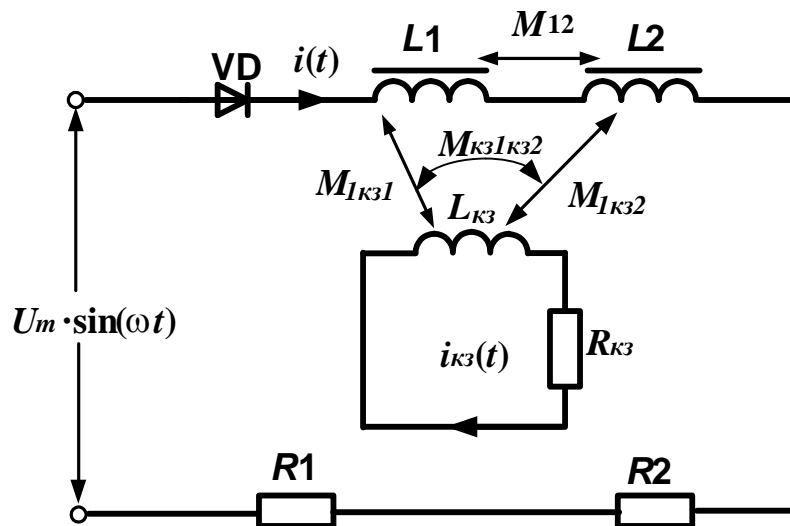 L1
M12
L2
VD
i(t)
Mкз1кз2
M1кз1
Lкз
M1кз2
Um·sin(ωt)
iкз(t)
Rкз
R1
R2